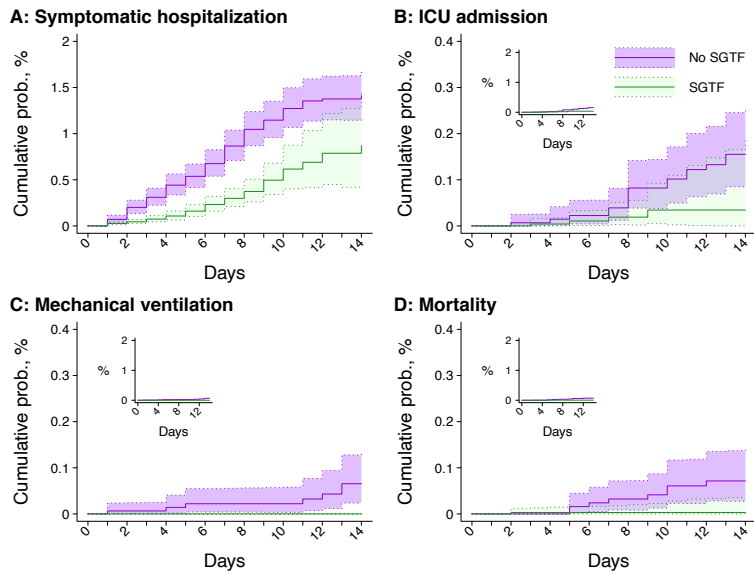 A: Symptomatic hospitalization
Cumulative prob., %
2
1.5
1
0.5
0
0 2 4 6 8 10 12 14
Days
B: ICU admission
Cumulative prob., %
0.4
0.3
0.2
0.1
0
0 2 4 6 8 10 12 14
Days
%
2
1
0
0 4 8 12
Days
No SGTF
SGTF
C: Mechanical ventilation
Cumulative prob., %
0.4
0.3
0.2
0.1
0
0 2 4 6 8 10 12 14
Days
%
2
1
0
0 4 8 12
Days
D: Mortality
Cumulative prob., %
0.4
0.3
0.2
0.1
0
0 2 4 6 8 10 12 14
Days
%
2
1
0
0 4 8 12
Days